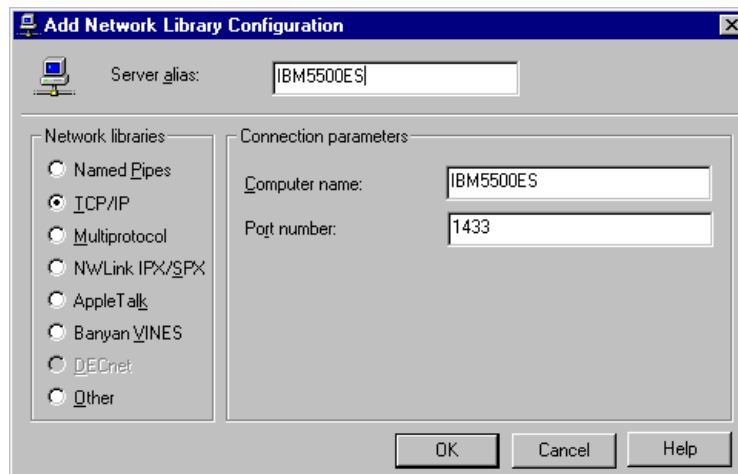 Add Network Library Configuration
Server alias:
IBM5500ES
Network libraries
Named Pipes
TCP/IP
Multiprotocol
NWLink IPX/SPX
AppleTalk
Banyan VINES
DECnet
Other
Connection parameters
Computer name:
IBM5500ES
Port number:
1433
OK
Cancel
Help